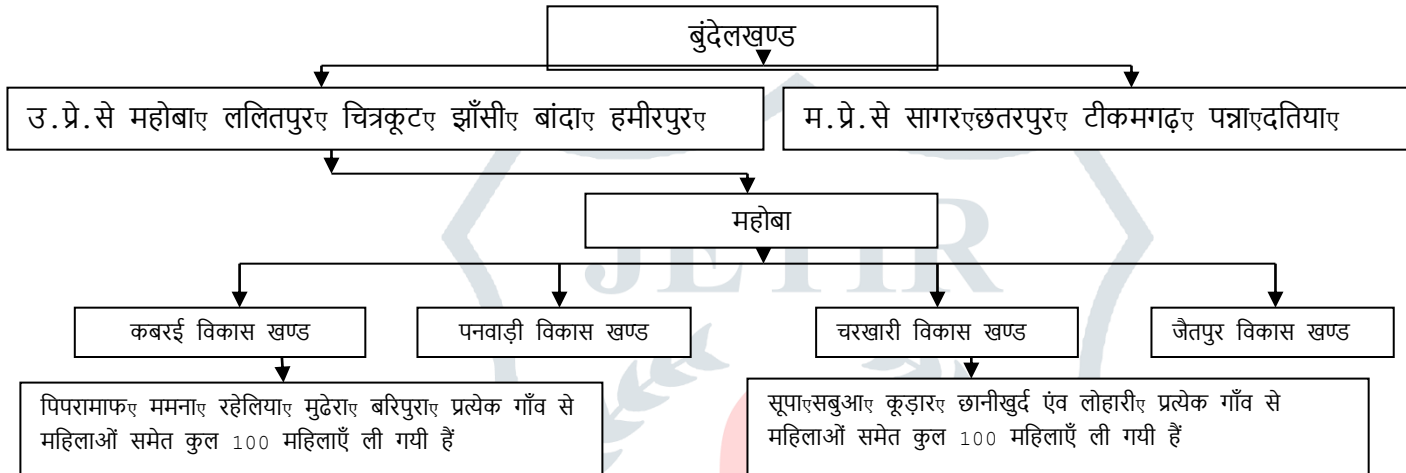 बुंदेलखण्ड
उ.प्रे.से महोबाए ललितपुरए चित्रकूटए झाँसीए बांदाए हमीरपुरए
म.प्रे.से सागरएछतरपुरए टीकमगढ़ए पन्नाएदतियाए
महोबा
कबरई विकास खण्ड
पनवाड़ी विकास खण्ड
चरखारी विकास खण्ड
जैतपुर विकास खण्ड
पिपरामाफए ममनाए रहेलियाए मुढेराए बरिपुराए प्रत्येक गाँव से
महिलाओं समेत कुल 100 महिलाएँ ली गयी हैं
सूपाएसबुआए कूड़ारए छानीखुर्द एंव लोहारीए प्रत्येक गाँव से
महिलाओं समेत कुल 100 महिलाएँ ली गयी हैं
JETIR